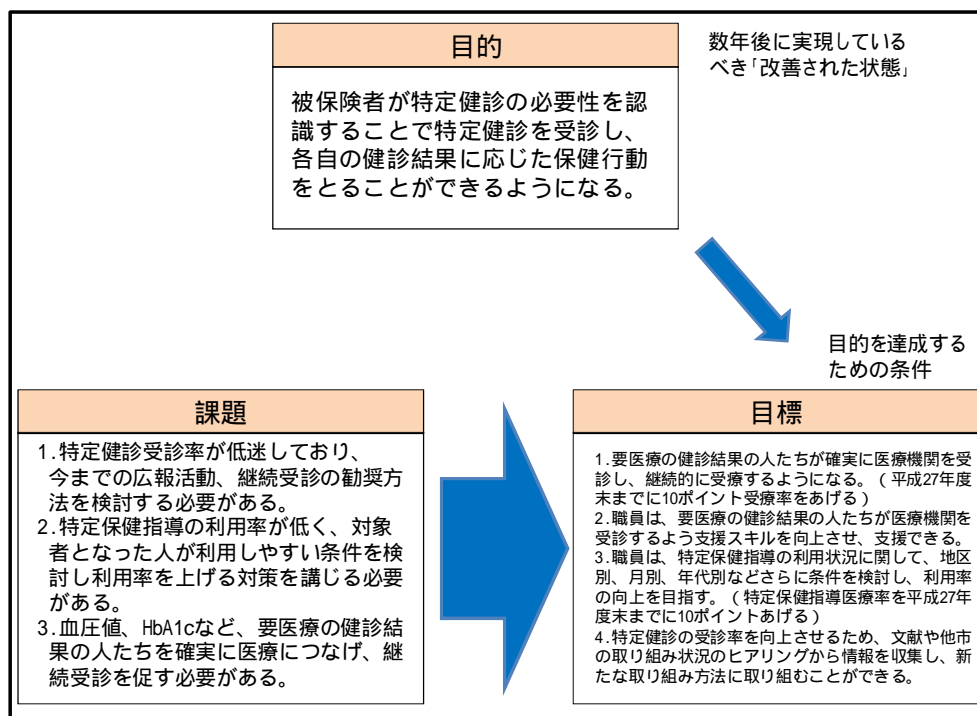 目的
数年後に実現している
べき「改善された状態」
被保険者が特定健診の必要性を認
識することで特定健診を受診し、
各自の健診結果に応じた保健行動
をとることができるようになる。
目的を達成する
ための条件
課題
1.特定健診受診率が低迷しており、
今までの広報活動、継続受診の勧奨方
法を検討する必要がある。
2.特定保健指導の利用率が低く、対象
者となった人が利用しやすい条件を検
討し利用率を上げる対策を講じる必要
がある。
3.血圧値、HbA1cなど、要医療の健診結
果の人たちを確実に医療につなげ、継
続受診を促す必要がある。
目標
1.要医療の健診結果の人たちが確実に医療機関を受
診し、継続的に受療するようになる。（平成27年度
末までに10ポイント受療率をあげる）
2.職員は、要医療の健診結果の人たちが医療機関を
受診するよう支援スキルを向上させ、支援できる。
3.職員は、特定保健指導の利用状況に関して、地区
別、月別、年代別などさらに条件を検討し、利用率
の向上を目指す。（特定保健指導医療率を平成27年
度末までに10ポイントあげる）
4.特定健診の受診率を向上させるため、文献や他市
の取り組み状況のヒアリングから情報を収集し、新
たな取り組み方法に取り組むことができる。